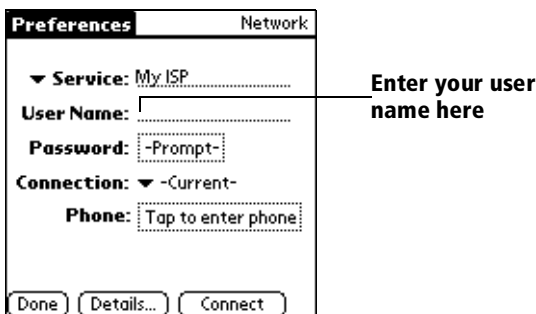 Preferences Network
Service: My ISP
User Name:
Enter your user
name here
Password: -Prompt-
Connection: -Current-
Phone: Tap to enter phone
Done Details... Connect